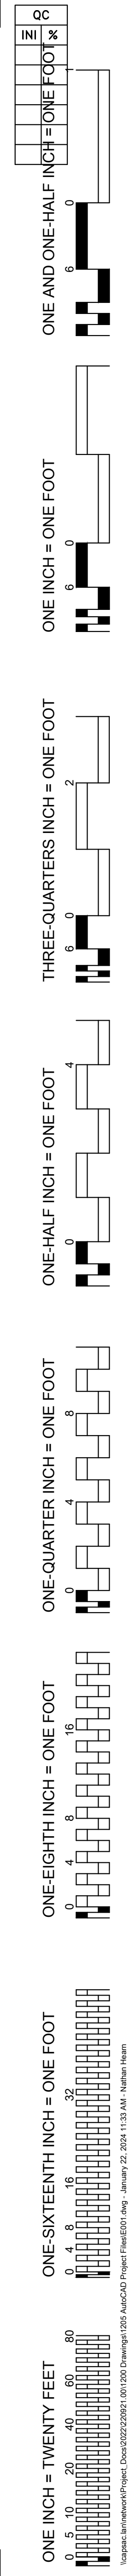 QC
INI %
ONE INCH = TWENTY FEET
0 5 10 20 40 60 80
ONE-SIXTEENTH INCH = ONE FOOT
0 4 8 16 32
ONE-EIGHTH INCH = ONE FOOT
0 4 8 16
ONE-QUARTER INCH = ONE FOOT
0 4 8
ONE-HALF INCH = ONE FOOT
0 4
THREE-QUARTERS INCH = ONE FOOT
6 0 2
ONE INCH = ONE FOOT
6 0
ONE AND ONE-HALF INCH = ONE FOOT
6 0 1
\\capsac.lan\network\Project_Docs\2022\220921.00\1200 Drawings\1205 AutoCAD Project Files\E001.dwg - January 22, 2024 11:33 AM - Nathan Hearn